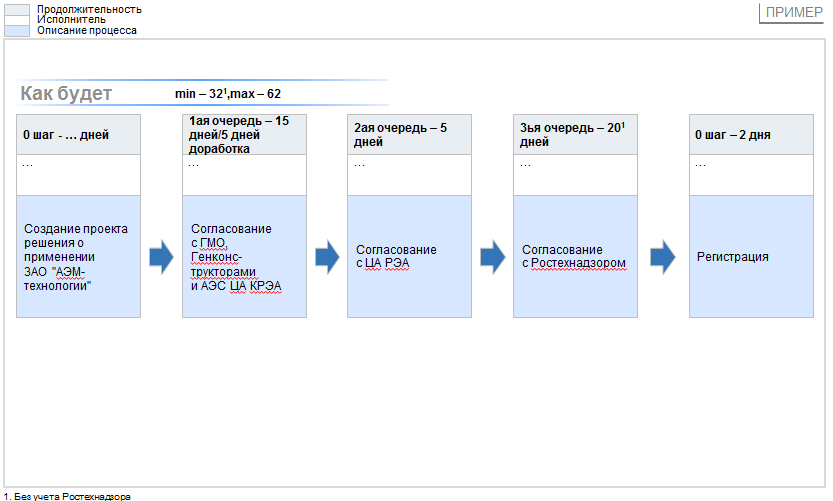 Продолжительность
Исполнитель
Описание процесса
ПРИМЕР
Как будет
min – 32¹,max – 62
0 шаг - … дней
1ая очередь – 15
дней/5 дней
доработка
2ая очередь – 5
дней
3ья очередь – 20¹
дней
0 шаг – 2 дня
…
…
…
…
…
Создание проекта
решения о
применении
ЗАО "АЭМ-
технологии"
Согласование
с ГМО,
Генконс-
трукторами
и АЭС ЦА КРЭА
Согласование
с ЦА РЭА
Согласование
с Ростехнадзором
Регистрация
1. Без учета Ростехнадзора